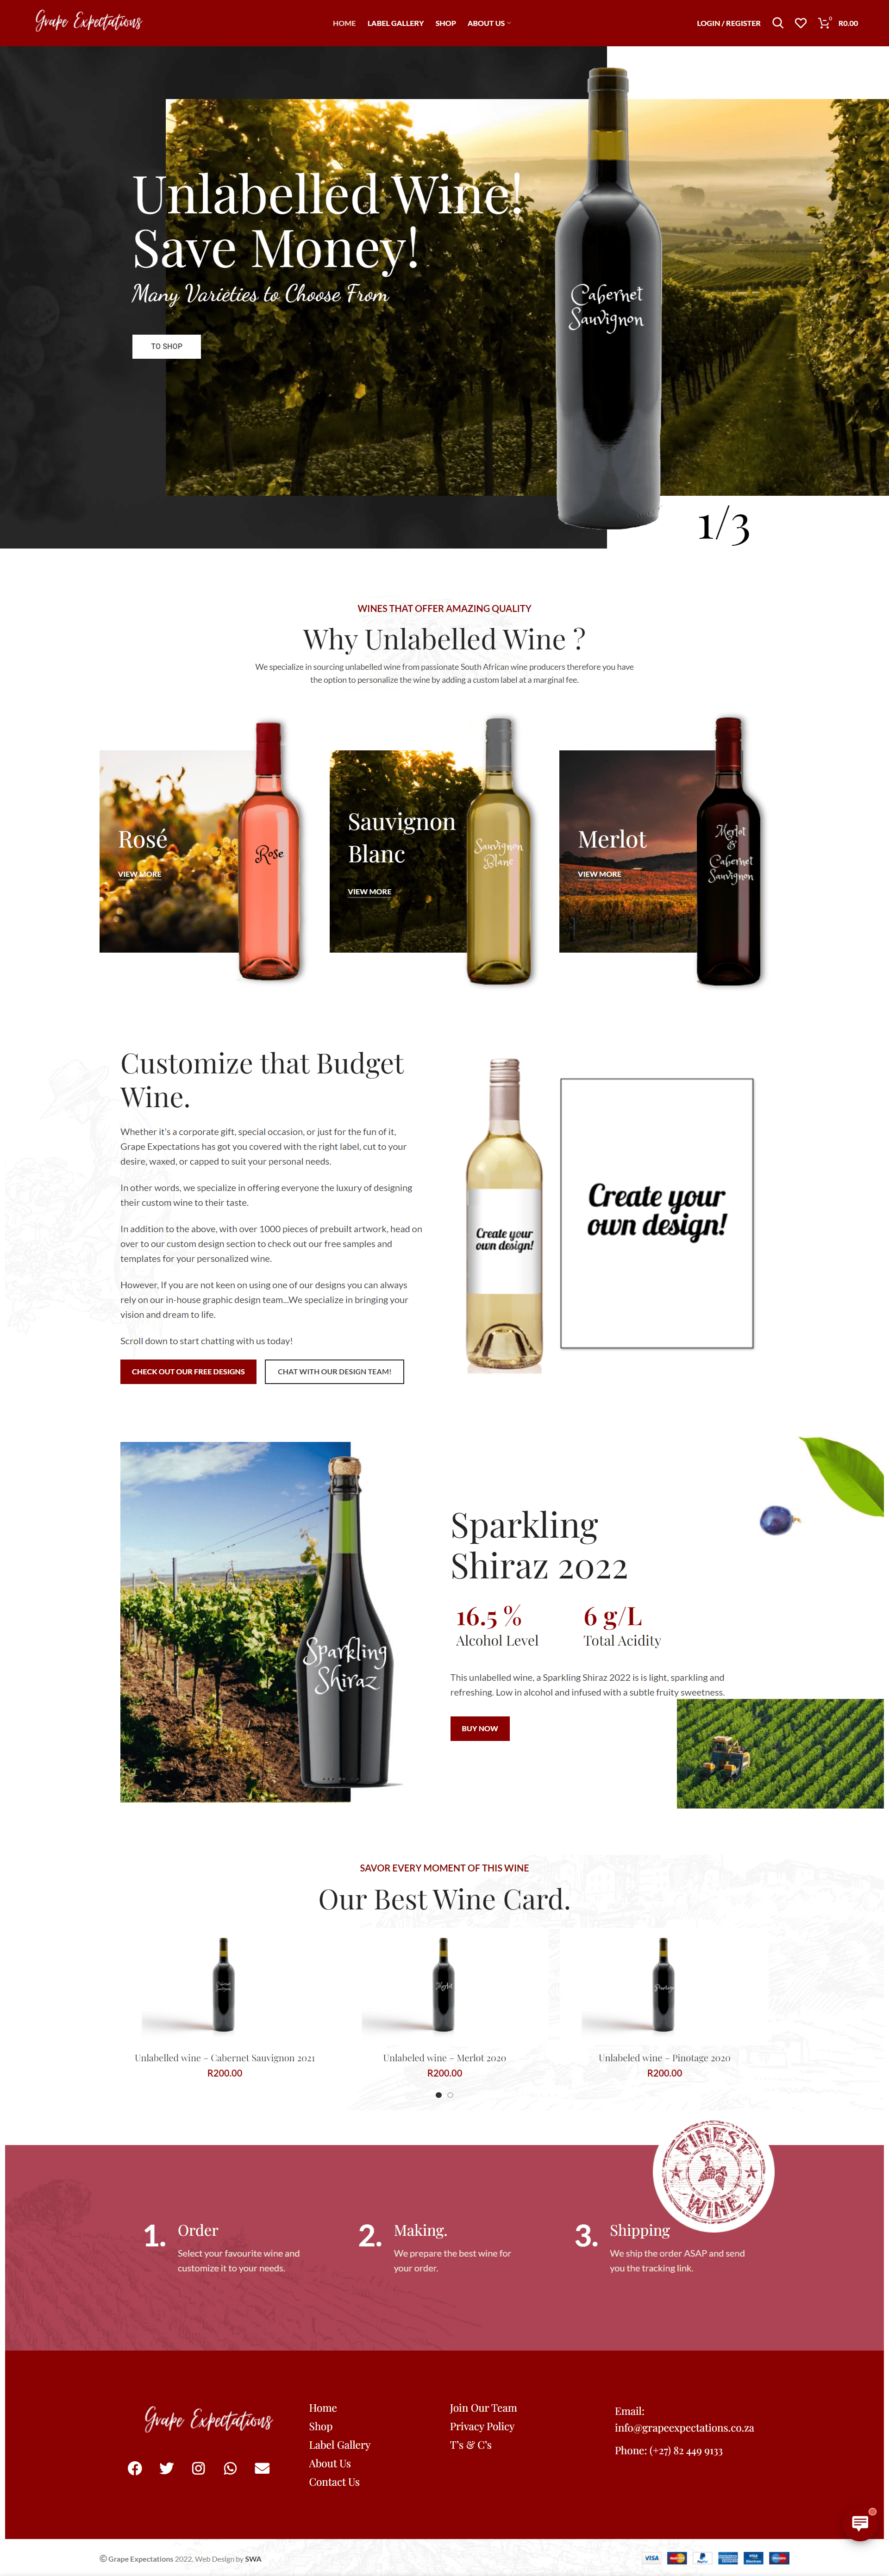 Grape Expectations
HOME
LABEL GALLERY
SHOP
ABOUT US
LOGIN / REGISTER
0
R0.00
Unlabelled Wine!
Save Money!
Many Varieties to Choose From
TO SHOP
Cabernet
Sauvignon
1/3
WINES THAT OFFER AMAZING QUALITY
Why Unlabelled Wine ?
We specialize in sourcing unlabelled wine from passionate South African wine producers therefore you have
the option to personalize the wine by adding a custom label at a marginal fee.
Rosé
VIEW MORE
Rose
Sauvignon
Blanc
VIEW MORE
Sauvignon
Blanc
Merlot
VIEW MORE
Merlot
&
Cabernet
Sauvignon
Customize that Budget
Wine.
Whether it's a corporate gift, special occasion, or just for the fun of it,
Grape Expectations has got you covered with the right label, cut to your
desire, waxed, or capped to suit your personal needs.
In other words, we specialize in offering everyone the luxury of designing
their custom wine to their taste.
In addition to the above, with over 1000 pieces of prebuilt artwork, head on
over to our custom design section to check out our free samples and
templates for your personalized wine.
However, If you are not keen on using one of our designs you can always
rely on our in-house graphic design team...We specialize in bringing your
vision and dream to life.
Scroll down to start chatting with us today!
CHECK OUT OUR FREE DESIGNS
CHAT WITH OUR DESIGN TEAM!
Create your
own design!
Create your
own design!
Sparkling
Shiraz
Sparkling
Shiraz 2022
16.5 %
Alcohol Level
6 g/L
Total Acidity
This unlabelled wine, a Sparkling Shiraz 2022 is is light, sparkling and
refreshing. Low in alcohol and infused with a subtle fruity sweetness.
BUY NOW
SAVOR EVERY MOMENT OF THIS WINE
Our Best Wine Card.
Cabernet
Sauvignon
Merlot
Pinotage
Unlabelled wine – Cabernet Sauvignon 2021
R200.00
Unlabeled wine – Merlot 2020
R200.00
Unlabeled wine – Pinotage 2020
R200.00
FINEST
WINE
1.
Order
Select your favourite wine and
customize it to your needs.
2.
Making.
We prepare the best wine for
your order.
3.
Shipping
We ship the order ASAP and send
you the tracking link.
Grape Expectations
Home
Shop
Label Gallery
About Us
Contact Us
Join Our Team
Privacy Policy
T's & C's
Email:
info@grapeexpectations.co.za
Phone: (+27) 82 449 9133
© Grape Expectations 2022. Web Design by SWA
VISA
MasterCard
PayPal
AMERICAN EXPRESS
VISA Electron
Maestro